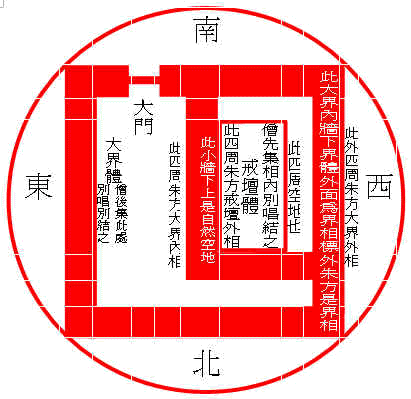 南
西
此外四周朱方大界外相
此大界內牆下界體外面爲界相標外朱方是界相
此四周空地也
僧先集相內別唱結之
戒壇體
此四周朱方戒壇外相
此小牆下上是自然空地
此四周朱方大界內相
大門
大界體
僧後集此處
別唱別結之
東
北